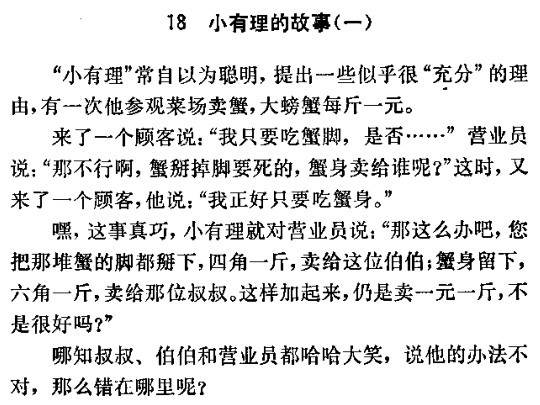 18 小有理的故事(一)
“小有理”常自以为聪明,提出一些似乎很“充分”的理
由,有一次他参观菜场卖蟹,大螃蟹每斤一元。
来了一个顾客说:“我只要吃蟹脚,是否……”营业员
说:“那不行啊,蟹掰掉脚要死的,蟹身卖给谁呢?”这时,又
来了一个顾客,他说:“我正好只要吃蟹身。”
嘿,这事真巧,小有理就对营业员说:“那这么办吧,您
把那堆蟹的脚都掰下,四角一斤,卖给这位伯伯;蟹身留下,
六角一斤,卖给那位叔叔。这样加起来,仍是卖一元一斤,不
是很好吗?”
哪知叔叔、伯伯和营业员都哈哈大笑,说他的办法不
对,那么错在哪里呢?